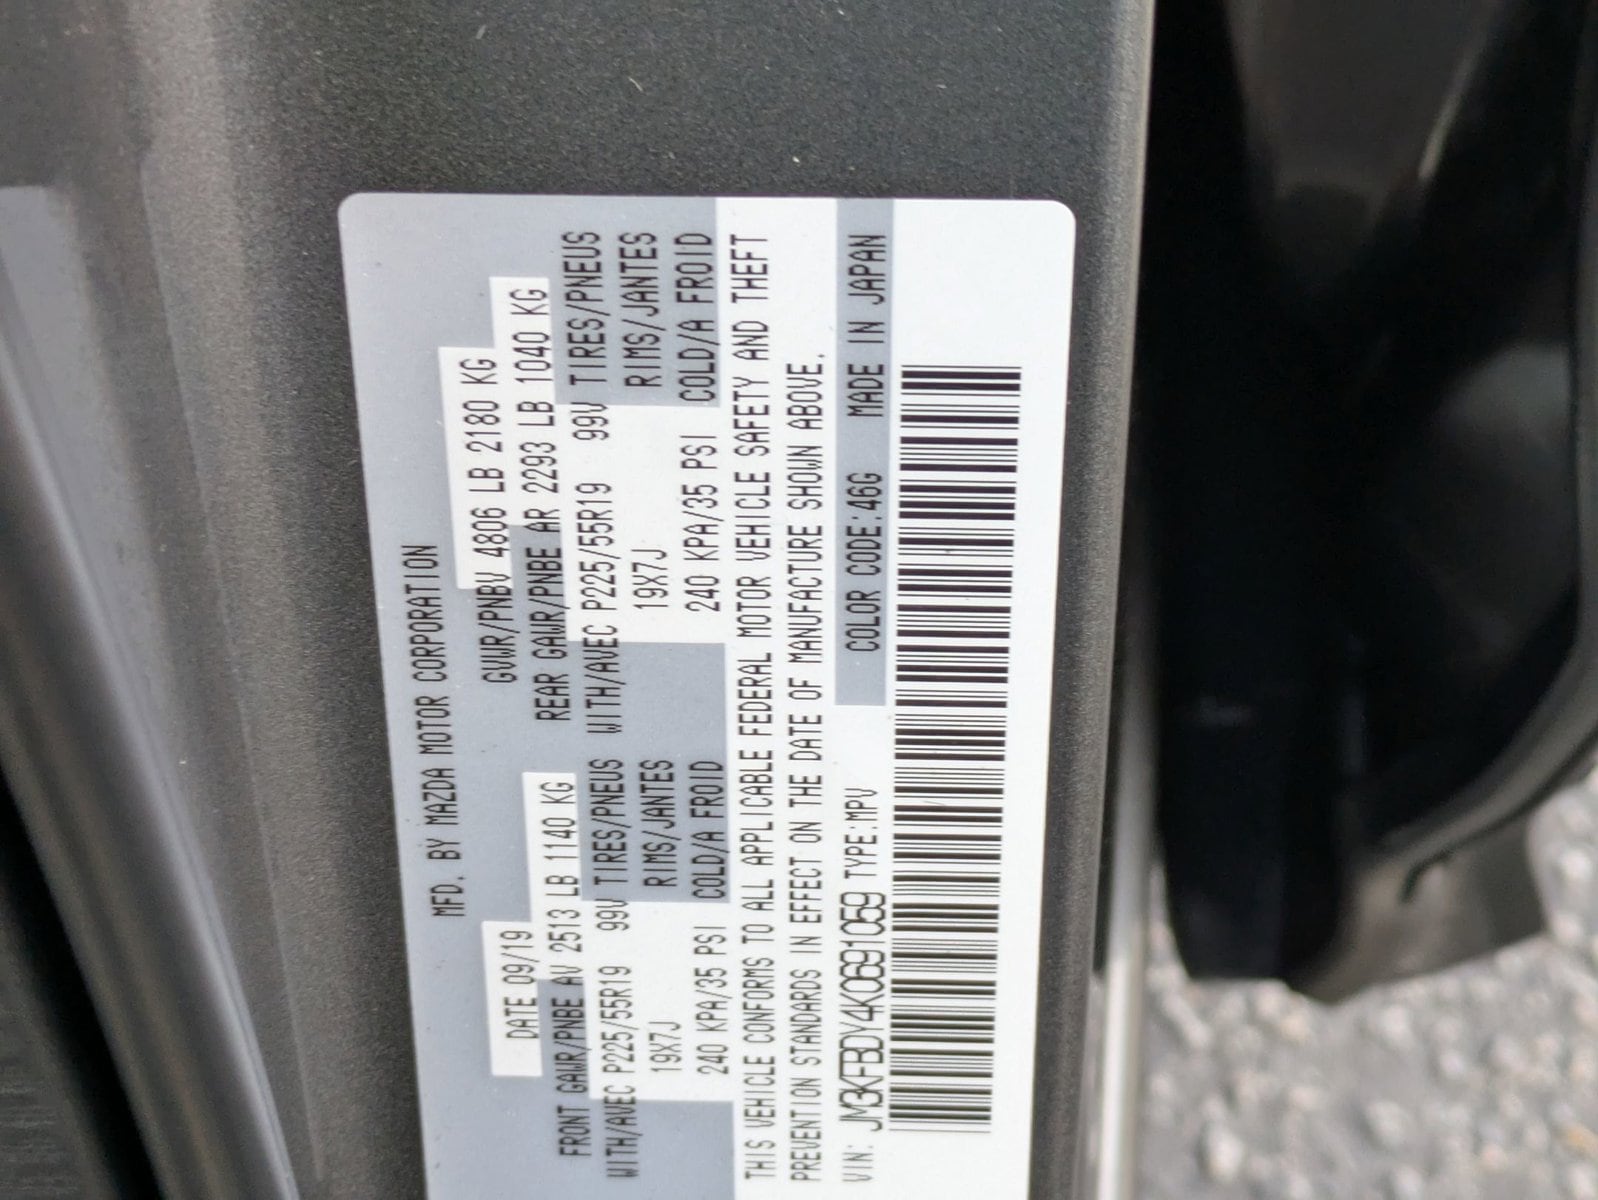 MFD. BY MAZDA MOTOR CORPORATION
DATE 09/19 GVWR/PNBV 4806 LB 2180 KG
FRONT GAWR/PNBE AV 2513 LB 1140 KG REAR GAWR/PNBE AR 2293 LB 1040 KG
WITH/AVEC P225/55R19 99V TIRES/PNEUS WITH/AVEC P225/55R19 99V TIRES/PNEUS
19X7J RIMS/JANTES 19X7J RIMS/JANTES
240 KPA/35 PSI COLD/A FROID 240 KPA/35 PSI COLD/A FROID
THIS VEHICLE CONFORMS TO ALL APPLICABLE FEDERAL MOTOR VEHICLE SAFETY AND THEFT
PREVENTION STANDARDS IN EFFECT ON THE DATE OF MANUFACTURE SHOWN ABOVE.
VIN: JM3KFBDY4K0691059 TYPE:MPV COLOR CODE:46G MADE IN JAPAN